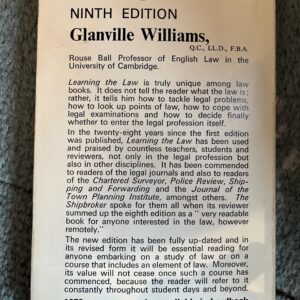 NINTH EDITION
Glanville Williams,
Q.C., LL.D., F.B.A.
Rouse Ball Professor of English Law in the
University of Cambridge.
Learning the Law is truly unique among law
books. It does not tell the reader what the law is;
rather, it tells him how to tackle legal problems,
how to look up points of law, how to cope with
legal examinations and how to decide finally
whether to enter the legal profession itself.
In the twenty-eight years since the first edition
was published, Learning the Law has been used
and praised by countless teachers, students and
reviewers, not only in the legal profession but
also in other disciplines. It has been commended
to readers of the legal journals and also to readers
of the Chartered Surveyor, Police Review, Ship-
ping and Forwarding and the Journal of the
Town Planning Institute, amongst others. The
Shipbroker spoke for them all when its reviewer
summed up the eighth edition as a "very readable
book for anyone interested in the law, however
remotely."
The new edition has been fully up-dated and in
its revised form it will be essential reading for
anyone embarking on a study of law or on a
course that includes an element of law. Moreover,
its value will not cease once such a course has
commenced, because the reader will refer to it
constantly throughout student days and beyond.